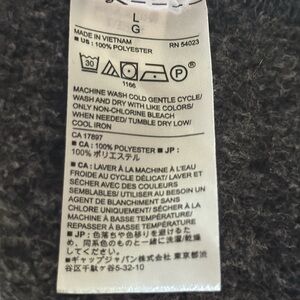 L
G
MADE IN VIETNAM
■ US: 100% POLYESTER RN 54023
30
1166
MACHINE WASH COLD GENTLE CYCLE/
WASH AND DRY WITH LIKE COLORS/
ONLY NON-CHLORINE BLEACH
WHEN NEEDED/ TUMBLE DRY LOW/
COOL IRON
CA 17897
■ CA : 100% POLYESTER ■ JP :
100% ポリエステル
■ CA : LAVER À LA MACHINE À L'EAU
FROIDE AU CYCLE DÉLICAT/ LAVER ET
SÉCHER AVEC DES COULEURS
SEMBLABLES/ UTILISER AU BESOIN UN
AGENT DE BLANCHIMENT SANS
CHLORE UNIQUEMENT/ SÉCHER À LA
MACHINE À BASSE TEMPÉRATURE/
REPASSER À BASSE TEMPÉRATURE
■ JP : 色落ちや色移りを避けるた
め、同系色のものと一緒に洗濯/乾燥
してください。
■ ギャップジャパン株式会社 東京都渋
谷区千駄ヶ谷5-32-10